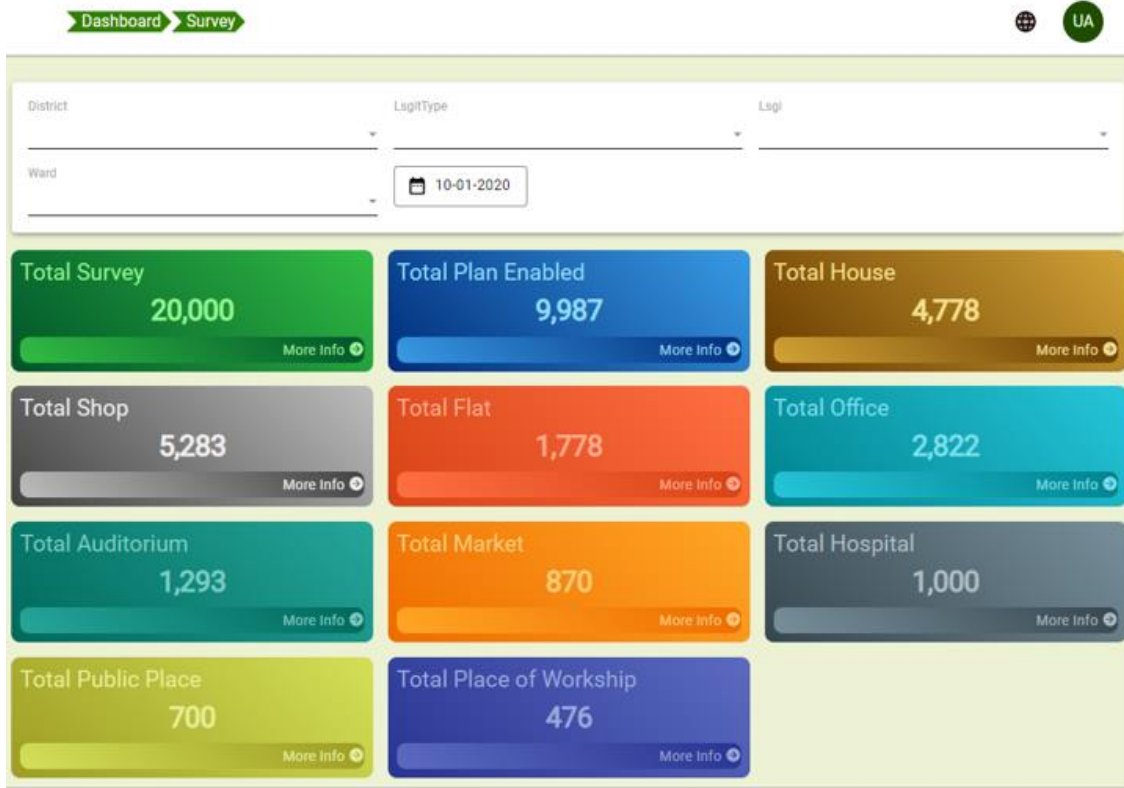 Dashboard Survey
UA
District LsgitType Lsgi
Ward 10-01-2020
Total Survey
20,000
More Info
Total Plan Enabled
9,987
More Info
Total House
4,778
More Info
Total Shop
5,283
More Info
Total Flat
1,778
More Info
Total Office
2,822
More Info
Total Auditorium
1,293
More Info
Total Market
870
More Info
Total Hospital
1,000
More Info
Total Public Place
700
More Info
Total Place of Workship
476
More Info